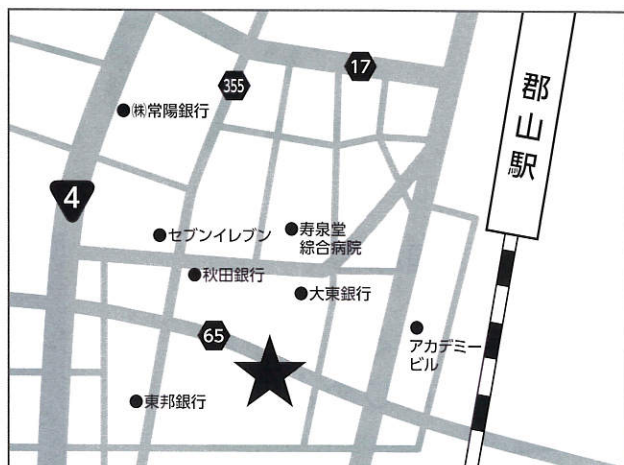 17
355
㈱常陽銀行
郡山駅
4
セブンイレブン
寿泉堂
綜合病院
秋田銀行
大東銀行
65
アカデミー
ビル
東邦銀行